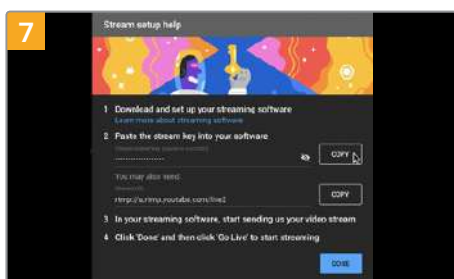 7
Stream setup help
1 Download and set up your streaming software
Learn more about streaming software
2 Paste the stream key into your software
COPY
You may also need:
rtmp://a.rtmp.youtube.com/live2
COPY
3 In your streaming software, start sending us your video stream
4 Click 'Done' and then click 'Go Live' to start streaming
DONE